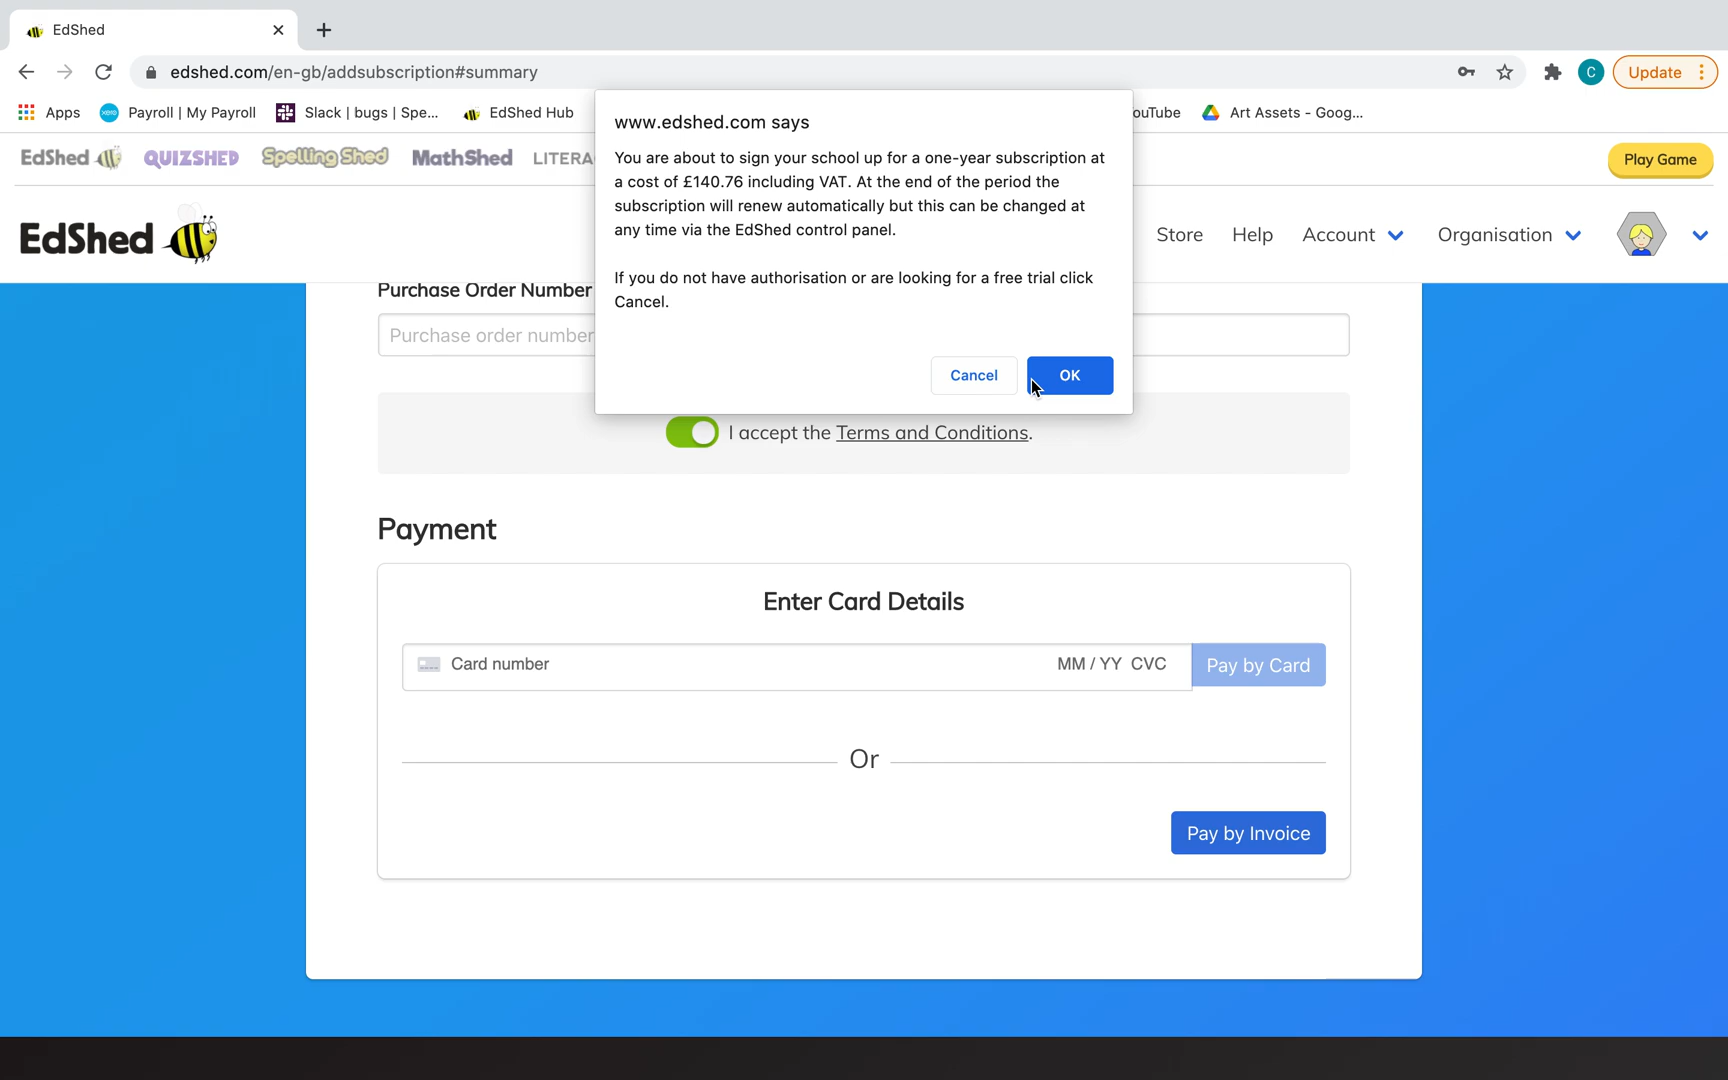 EdShed
edshed.com/en-gb/addsubscription#summary
C
Update
Apps
Payroll | My Payroll
Slack | bugs | Spe...
EdShed Hub
ouTube
Art Assets - Goog...
EdShed
QUIZSHED
Spelling Shed
MathShed
LITERA
Play Game
EdShed
Store
Help
Account
Organisation
www.edshed.com says
You are about to sign your school up for a one-year subscription at
a cost of £140.76 including VAT. At the end of the period the
subscription will renew automatically but this can be changed at
any time via the EdShed control panel.
If you do not have authorisation or are looking for a free trial click
Cancel.
Cancel
OK
Purchase Order Number
Purchase order number
I accept the Terms and Conditions.
Payment
Enter Card Details
Card number
MM / YY CVC
Pay by Card
Or
Pay by Invoice